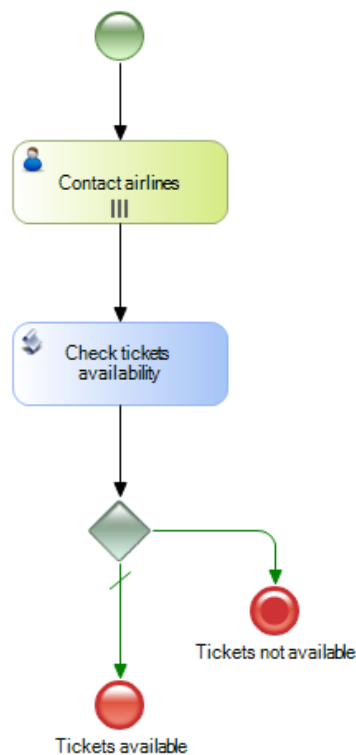 Contact airlines
Check tickets
availability
Tickets not available
Tickets available